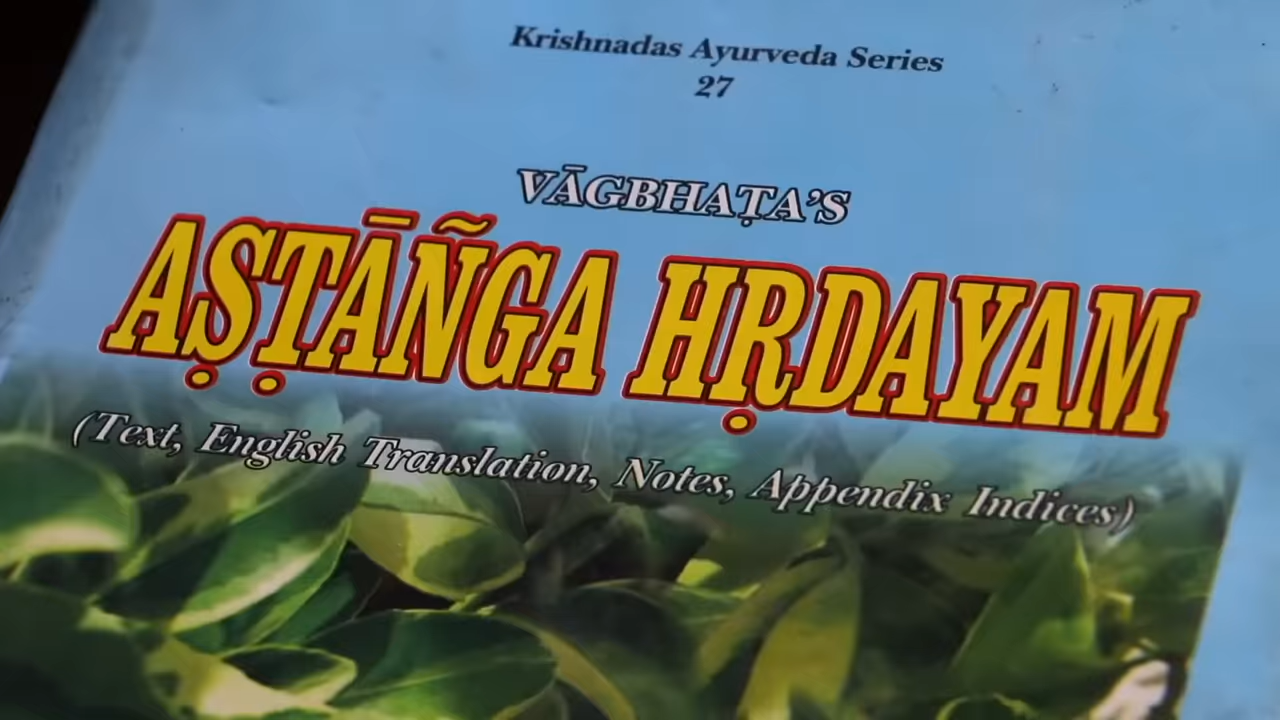 Krishnadas Ayurveda Series
27
VĀGBHAṬA'S
AṢṬĀÑGA HṚDAYAM
(Text, English Translation, Notes, Appendix Indices)